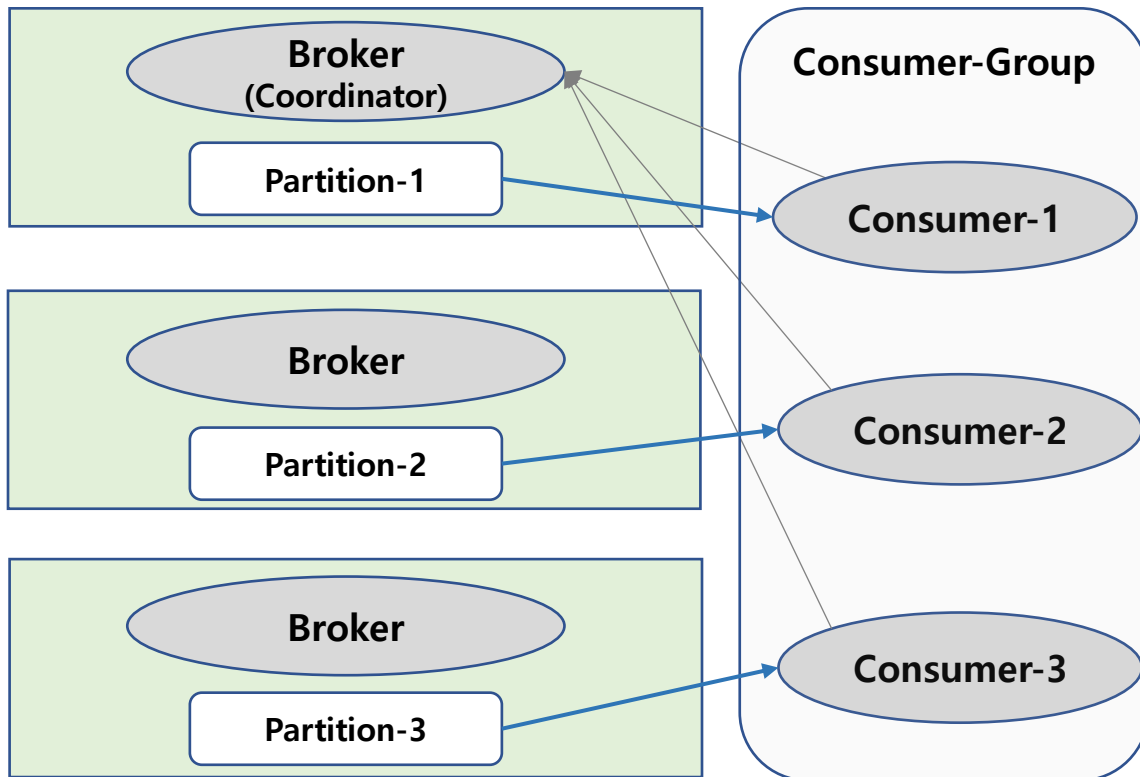 Broker
(Coordinator)
Partition-1
Broker
Partition-2
Broker
Partition-3
Consumer-Group
Consumer-1
Consumer-2
Consumer-3